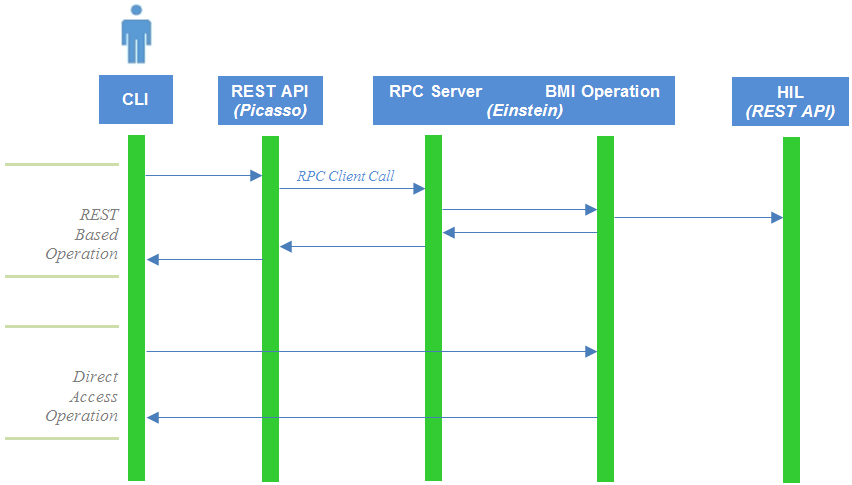 CLI
REST API
(Picasso)
RPC Server
BMI Operation
(Einstein)
HIL
(REST API)
RPC Client Call
REST
Based
Operation
Direct
Access
Operation